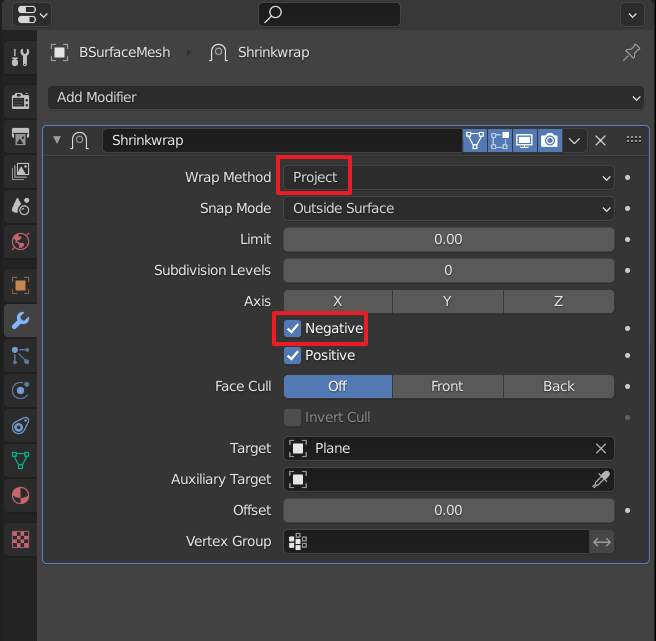 BSurfaceMesh Shrinkwrap
Add Modifier
Shrinkwrap
Wrap Method Project
Snap Mode Outside Surface
Limit 0.00
Subdivision Levels 0
Axis X Y Z
Negative
Positive
Face Cull Off Front Back
Invert Cull
Target Plane
Auxiliary Target
Offset 0.00
Vertex Group